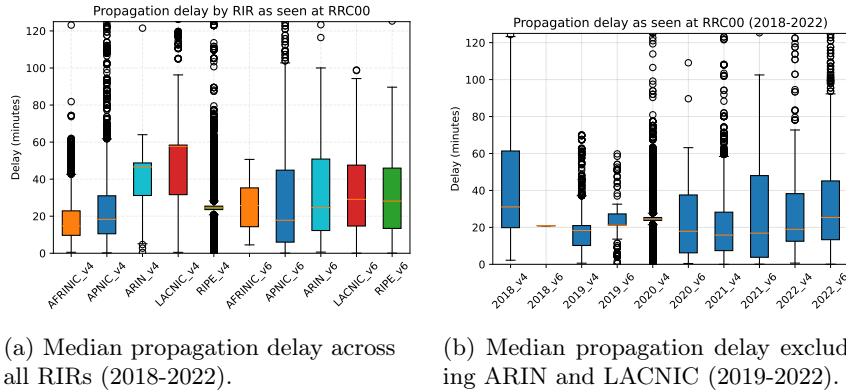 Propagation delay by RIR as seen at RRC00
Delay (minutes)
120
100
80
60
40
20
0
AFRINIC_v4
APNIC_v4
ARIN_v4
LACNIC_v4
RIPE_v4
AFRINIC_v6
APNIC_v6
ARIN_v6
LACNIC_v6
RIPE_v6
(a) Median propagation delay across
all RIRs (2018-2022).
Propagation delay as seen at RRC00 (2018-2022)
Delay (minutes)
120
100
80
60
40
20
0
2018_v4
2018_v6
2019_v4
2019_v6
2020_v4
2020_v6
2021_v4
2021_v6
2022_v4
2022_v6
(b) Median propagation delay exclud-
ing ARIN and LACNIC (2019-2022).